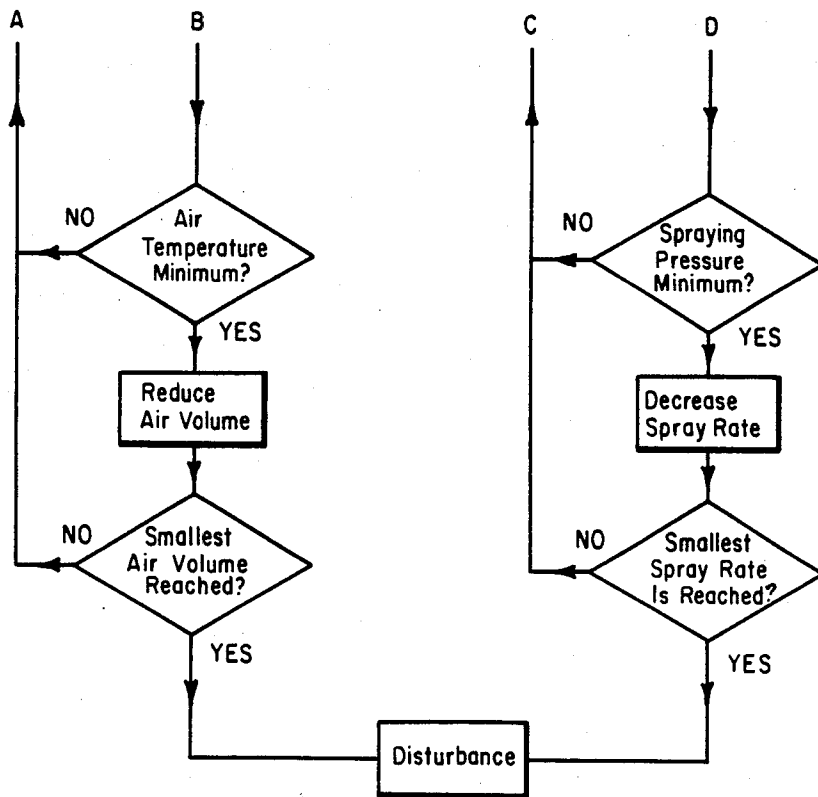 A
B
NO
Air
Temperature
Minimum?
YES
Reduce
Air Volume
NO
Smallest
Air Volume
Reached?
YES
C
D
NO
Spraying
Pressure
Minimum?
YES
Decrease
Spray Rate
NO
Smallest
Spray Rate
Is Reached?
YES
Disturbance